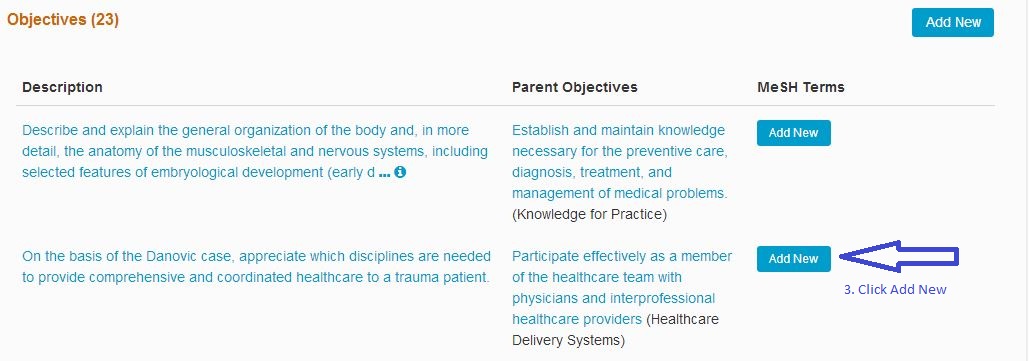 Objectives (23)
Add New
Description
Parent Objectives
MeSH Terms
Describe and explain the general organization of the body and, in more
detail, the anatomy of the musculoskeletal and nervous systems, including
selected features of embryological development (early d ...
Establish and maintain knowledge
necessary for the preventive care,
diagnosis, treatment, and
management of medical problems.
(Knowledge for Practice)
Add New
On the basis of the Danovic case, appreciate which disciplines are needed
to provide comprehensive and coordinated healthcare to a trauma patient.
Participate effectively as a member
of the healthcare team with
physicians and interprofessional
healthcare providers (Healthcare
Delivery Systems)
Add New
3. Click Add New